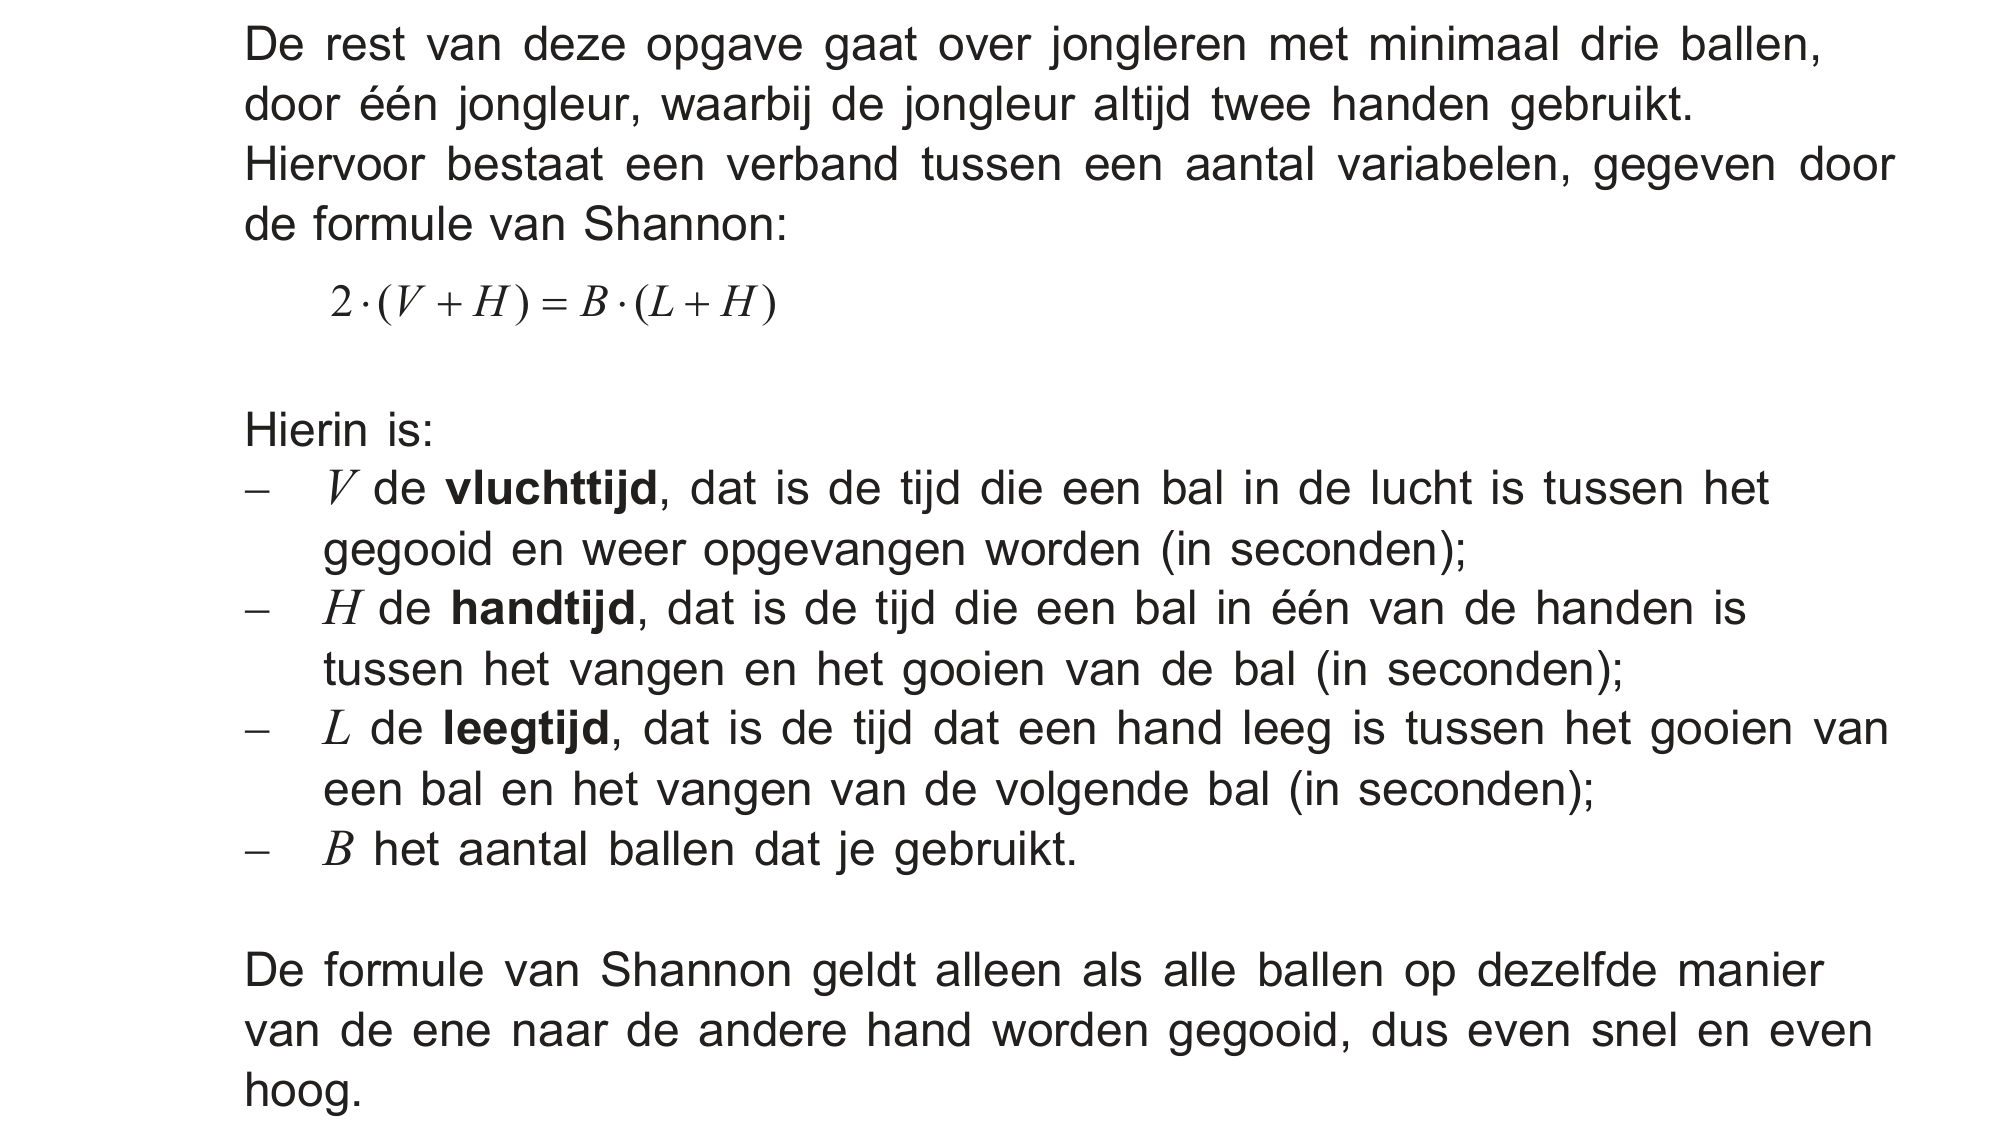 De rest van deze opgave gaat over jongleren met minimaal drie ballen,
door één jongleur, waarbij de jongleur altijd twee handen gebruikt.
Hiervoor bestaat een verband tussen een aantal variabelen, gegeven door
de formule van Shannon:
2·(V + H) = B·(L + H)
Hierin is:
– V de vluchttijd, dat is de tijd die een bal in de lucht is tussen het
gegooid en weer opgevangen worden (in seconden);
– H de handtijd, dat is de tijd die een bal in één van de handen is
tussen het vangen en het gooien van de bal (in seconden);
– L de leegtijd, dat is de tijd dat een hand leeg is tussen het gooien van
een bal en het vangen van de volgende bal (in seconden);
– B het aantal ballen dat je gebruikt.
De formule van Shannon geldt alleen als alle ballen op dezelfde manier
van de ene naar de andere hand worden gegooid, dus even snel en even
hoog.